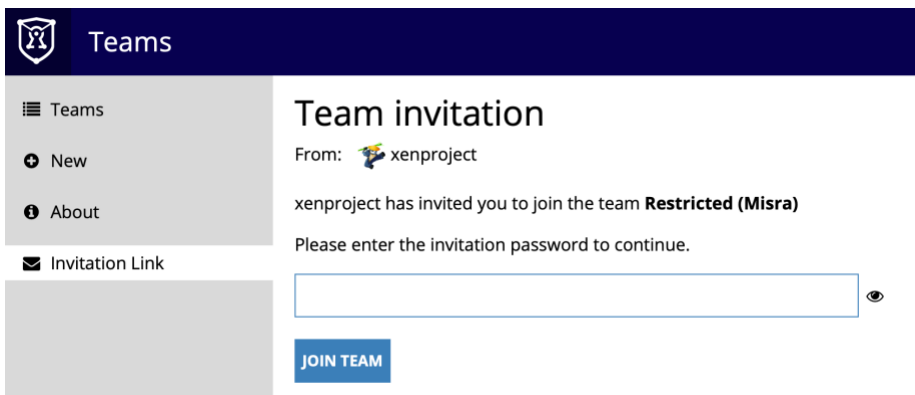 Teams
Teams
New
About
Invitation Link
Team invitation
From: xenproject
xenproject has invited you to join the team Restricted (Misra)
Please enter the invitation password to continue.
JOIN TEAM